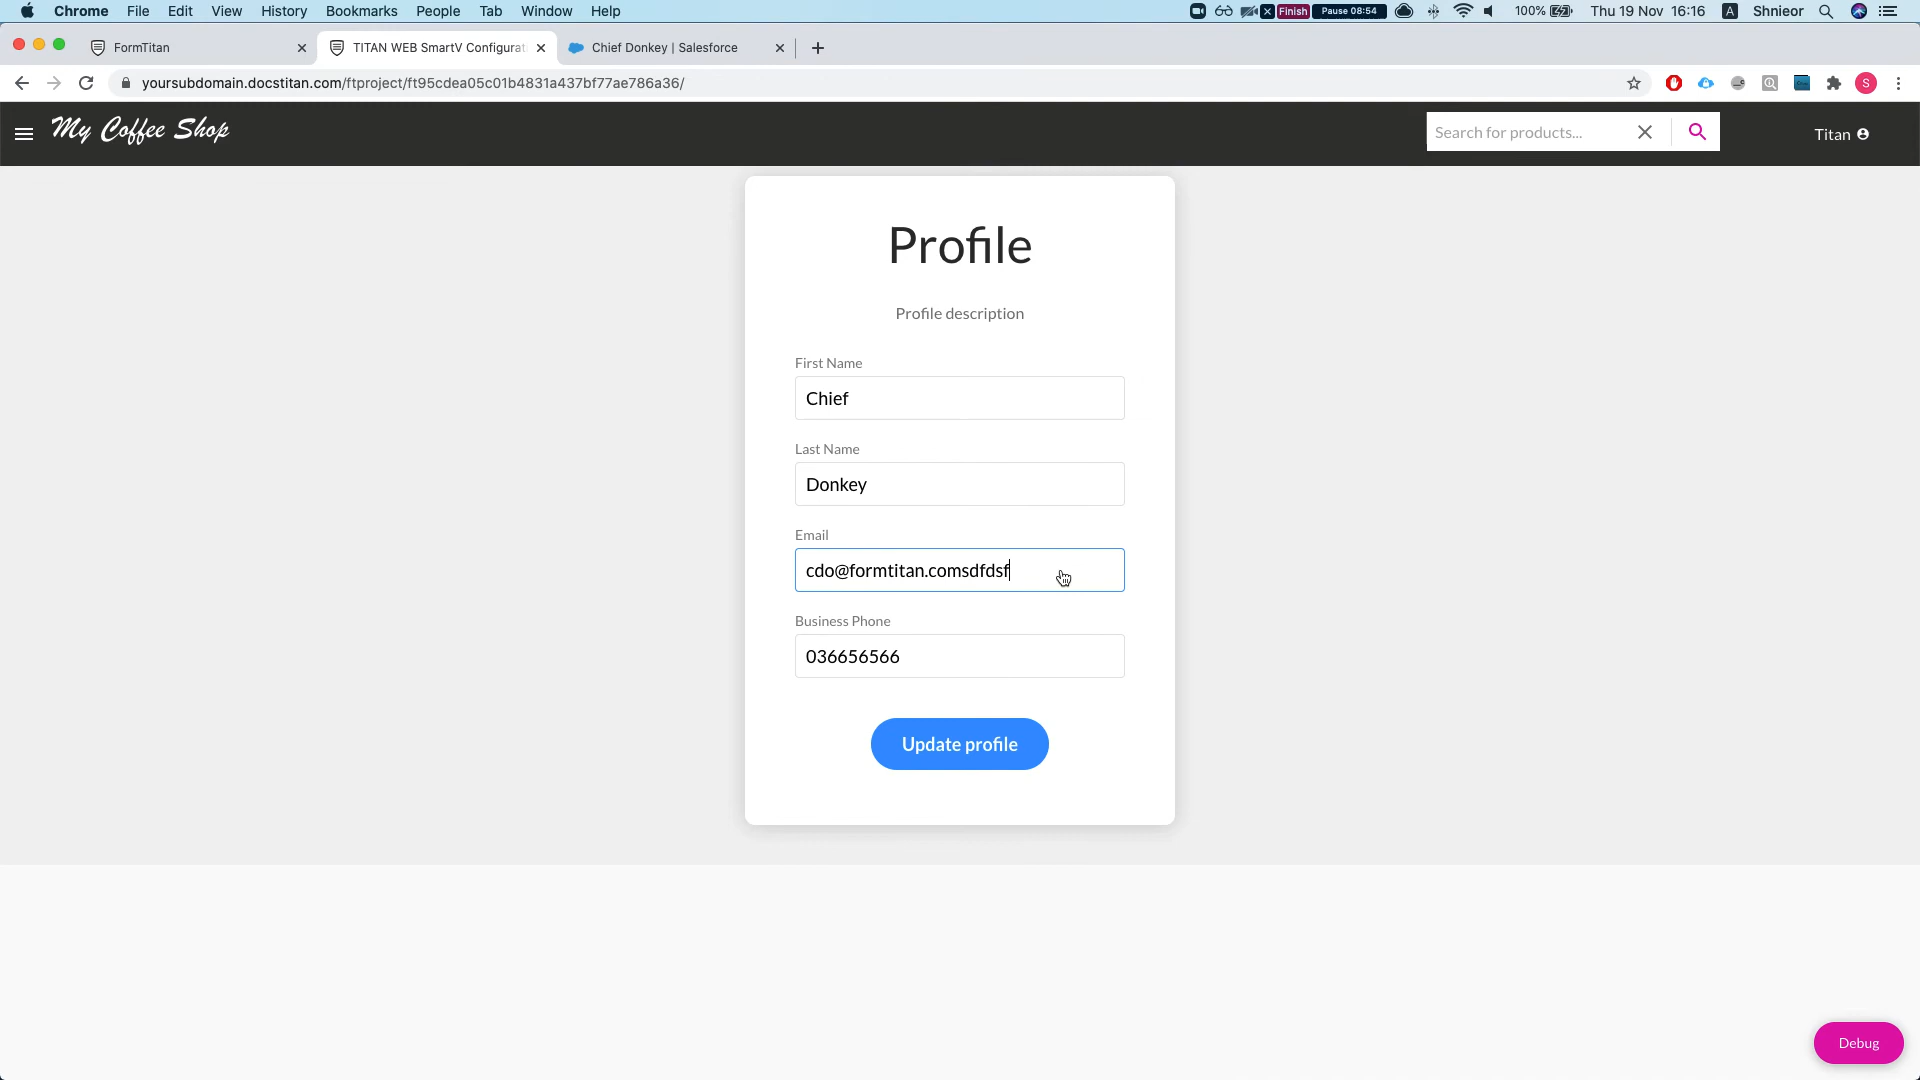 Chrome File Edit View History Bookmarks People Tab Window Help Finish Pause 08:54 100% Thu 19 Nov 16:16 A Shnieor
FormTitan TITAN WEB SmartV Configurat Chief Donkey | Salesforce
yoursubdomain.docstitan.com/ftproject/ft95cdea05c01b4831a437bf77ae786a36/ S
My Coffee Shop Search for products... Titan
Profile
Profile description
First Name
Chief
Last Name
Donkey
Email
cdo@formtitan.comsdfdsf
Business Phone
036656566
Update profile
Debug